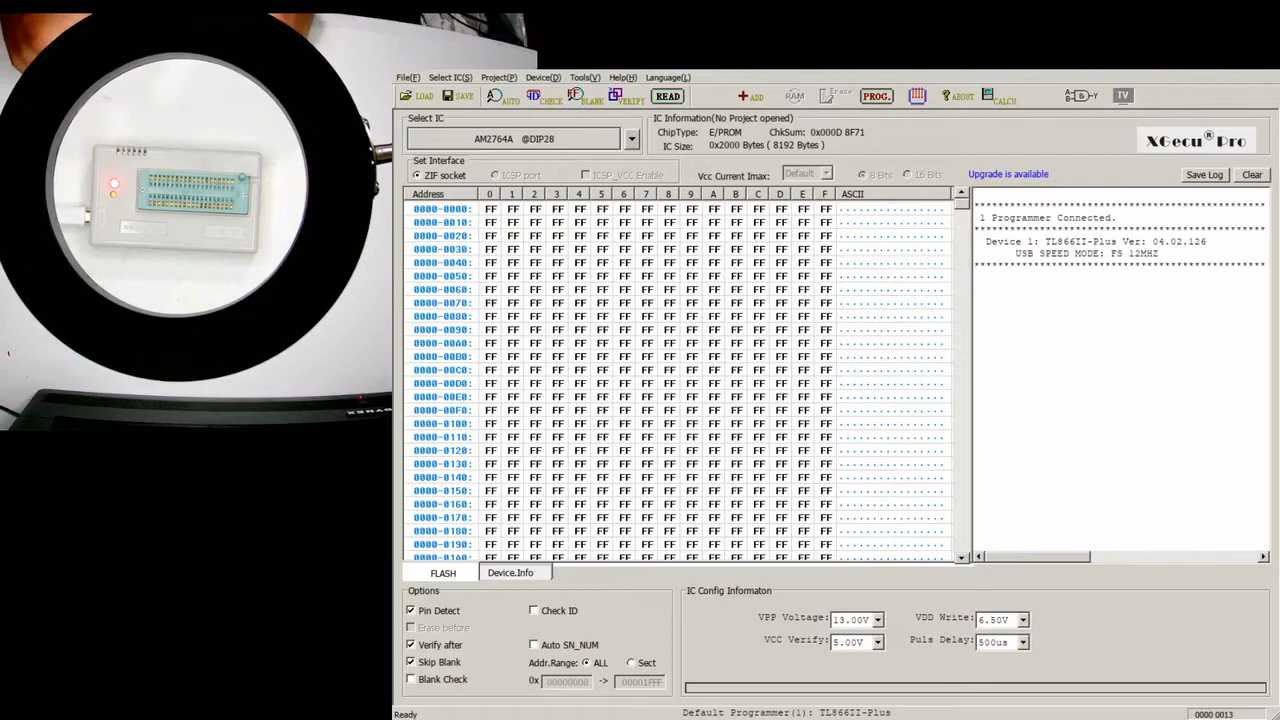 File(F) Select IC(S) Project(P) Device(D) Tools(V) Help(H) Language(L)
LOAD SAVE AUTO CHECK BLANK VERIFY READ ADD RAM Erase PROG. ABOUT CALCU. TV
Select IC
AM2764A @DIP28
IC Information(No Project opened)
ChipType: E/PROM ChkSum: 0x000D 8F71
IC Size: 0x2000 Bytes ( 8192 Bytes )
XGecu® Pro
Set Interface
ZIF socket ICSP port ICSP_VCC Enable
Vcc Current Imax: Default 8 Bits 16 Bits
Upgrade is available
Save Log Clear
Address 0 1 2 3 4 5 6 7 8 9 A B C D E F ASCII
0000-0000: FF FF FF FF FF FF FF FF FF FF FF FF FF FF FF FF ................
0000-0010: FF FF FF FF FF FF FF FF FF FF FF FF FF FF FF FF ................
0000-0020: FF FF FF FF FF FF FF FF FF FF FF FF FF FF FF FF ................
0000-0030: FF FF FF FF FF FF FF FF FF FF FF FF FF FF FF FF ................
0000-0040: FF FF FF FF FF FF FF FF FF FF FF FF FF FF FF FF ................
0000-0050: FF FF FF FF FF FF FF FF FF FF FF FF FF FF FF FF ................
0000-0060: FF FF FF FF FF FF FF FF FF FF FF FF FF FF FF FF ................
0000-0070: FF FF FF FF FF FF FF FF FF FF FF FF FF FF FF FF ................
0000-0080: FF FF FF FF FF FF FF FF FF FF FF FF FF FF FF FF ................
0000-0090: FF FF FF FF FF FF FF FF FF FF FF FF FF FF FF FF ................
0000-00A0: FF FF FF FF FF FF FF FF FF FF FF FF FF FF FF FF ................
0000-00B0: FF FF FF FF FF FF FF FF FF FF FF FF FF FF FF FF ................
0000-00C0: FF FF FF FF FF FF FF FF FF FF FF FF FF FF FF FF ................
0000-00D0: FF FF FF FF FF FF FF FF FF FF FF FF FF FF FF FF ................
0000-00E0: FF FF FF FF FF FF FF FF FF FF FF FF FF FF FF FF ................
0000-00F0: FF FF FF FF FF FF FF FF FF FF FF FF FF FF FF FF ................
0000-0100: FF FF FF FF FF FF FF FF FF FF FF FF FF FF FF FF ................
0000-0110: FF FF FF FF FF FF FF FF FF FF FF FF FF FF FF FF ................
0000-0120: FF FF FF FF FF FF FF FF FF FF FF FF FF FF FF FF ................
0000-0130: FF FF FF FF FF FF FF FF FF FF FF FF FF FF FF FF ................
0000-0140: FF FF FF FF FF FF FF FF FF FF FF FF FF FF FF FF ................
0000-0150: FF FF FF FF FF FF FF FF FF FF FF FF FF FF FF FF ................
0000-0160: FF FF FF FF FF FF FF FF FF FF FF FF FF FF FF FF ................
0000-0170: FF FF FF FF FF FF FF FF FF FF FF FF FF FF FF FF ................
0000-0180: FF FF FF FF FF FF FF FF FF FF FF FF FF FF FF FF ................
0000-0190: FF FF FF FF FF FF FF FF FF FF FF FF FF FF FF FF ................
0000-01A0: FF FF FF FF FF FF FF FF FF FF FF FF FF FF FF FF ................
1 Programmer Connected.
Device 1: TL866II-Plus Ver: 04.02.126
USB SPEED MODE: FS 12MHZ
FLASH Device.Info
Options
Pin Detect Check ID
Erase before
Verify after Auto SN_NUM
Skip Blank Addr.Range: ALL Sect
Blank Check 0x 00000000 -> 00001FFF
IC Config Informaton
VPP Voltage: 13.00V VDD Write: 6.50V
VCC Verify: 5.00V Puls Delay: 500us
Ready Default Programmer(1): TL866II-Plus 0000 0013